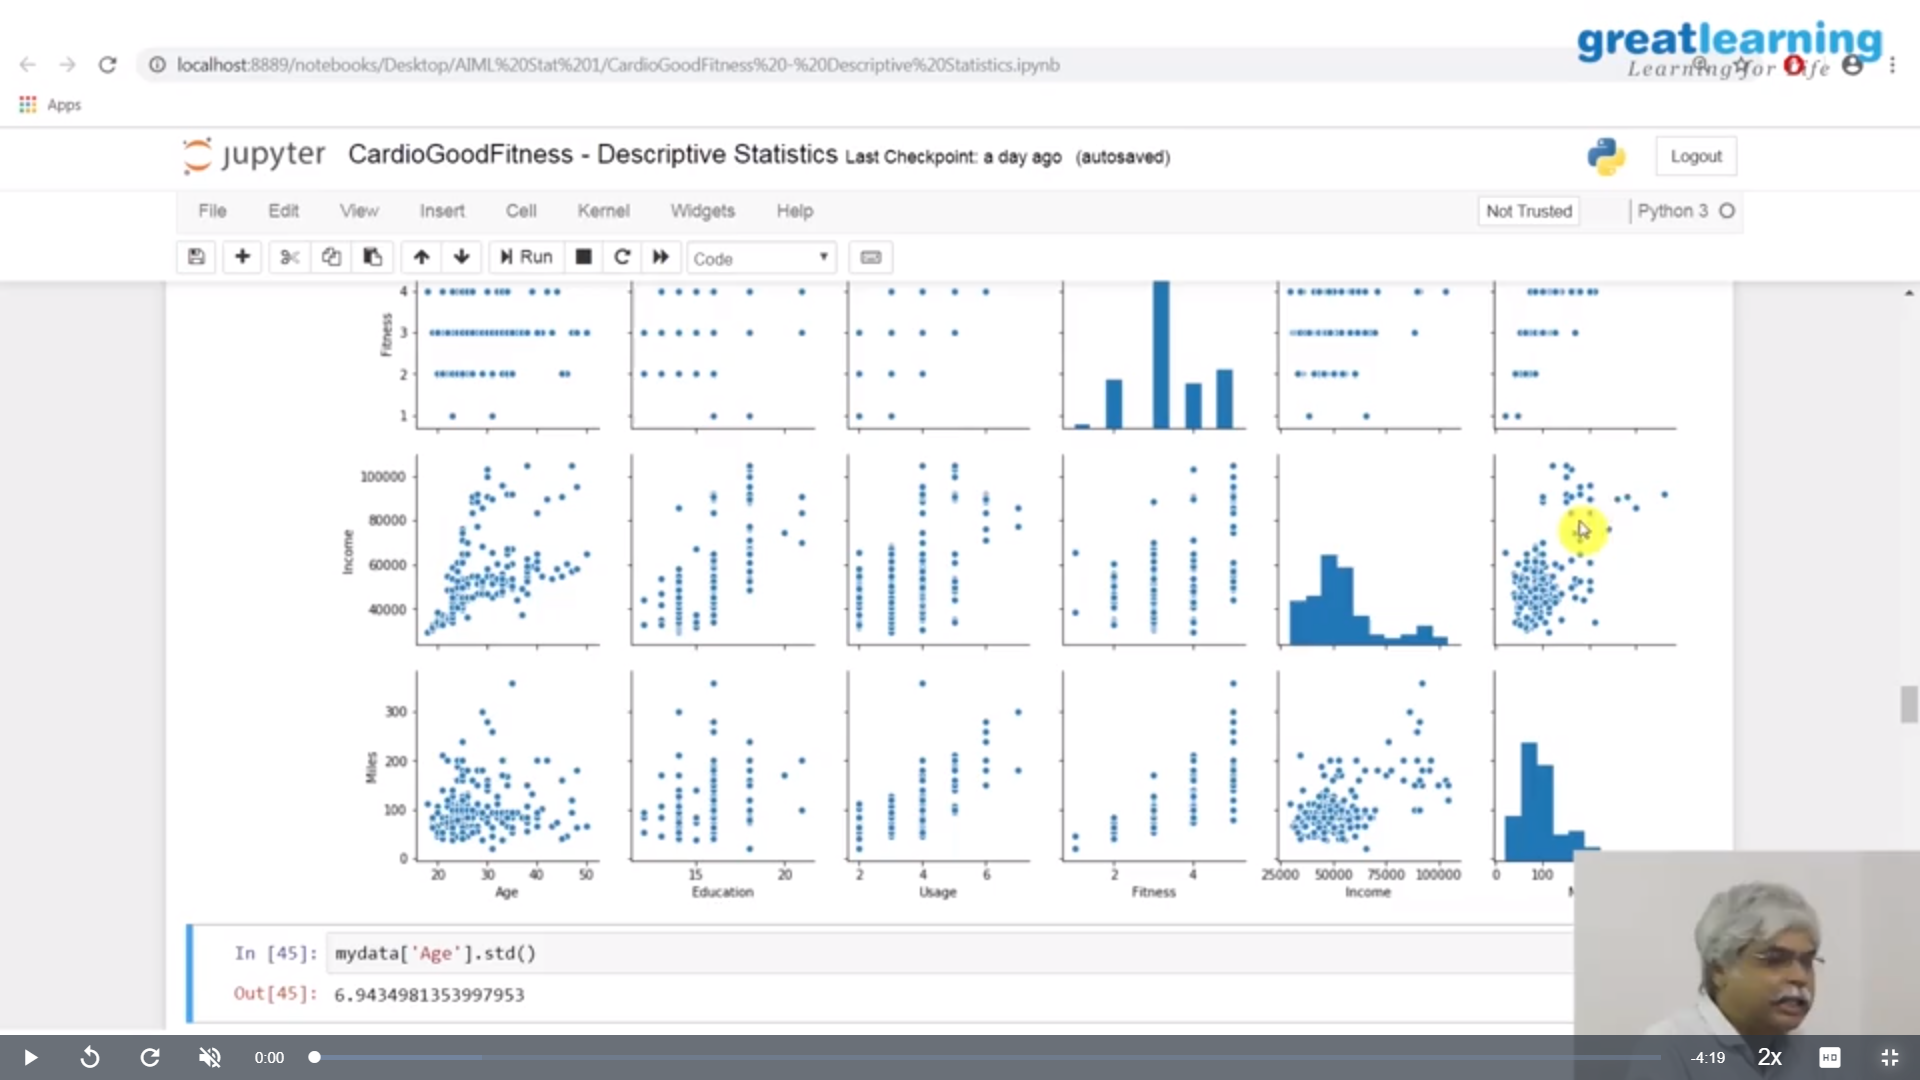 greatlearning
Learning for Life
localhost:8889/notebooks/Desktop/AIML%20Stat%201/CardioGoodFitness%20-%20Descriptive%20Statistics.ipynb
Apps
jupyter CardioGoodFitness - Descriptive Statistics Last Checkpoint: a day ago (autosaved)
Logout
File Edit View Insert Cell Kernel Widgets Help Not Trusted Python 3
Run Code
4
3
2
1
Fitness
100000
80000
60000
40000
Income
300
200
100
0
Miles
20 30 40 50 15 20 2 4 6 2 4 25000 50000 75000 100000 0 100
Age Education Usage Fitness Income
In [45]: mydata['Age'].std()
Out[45]: 6.9434981353997953
0:00 -4:19 2x HD